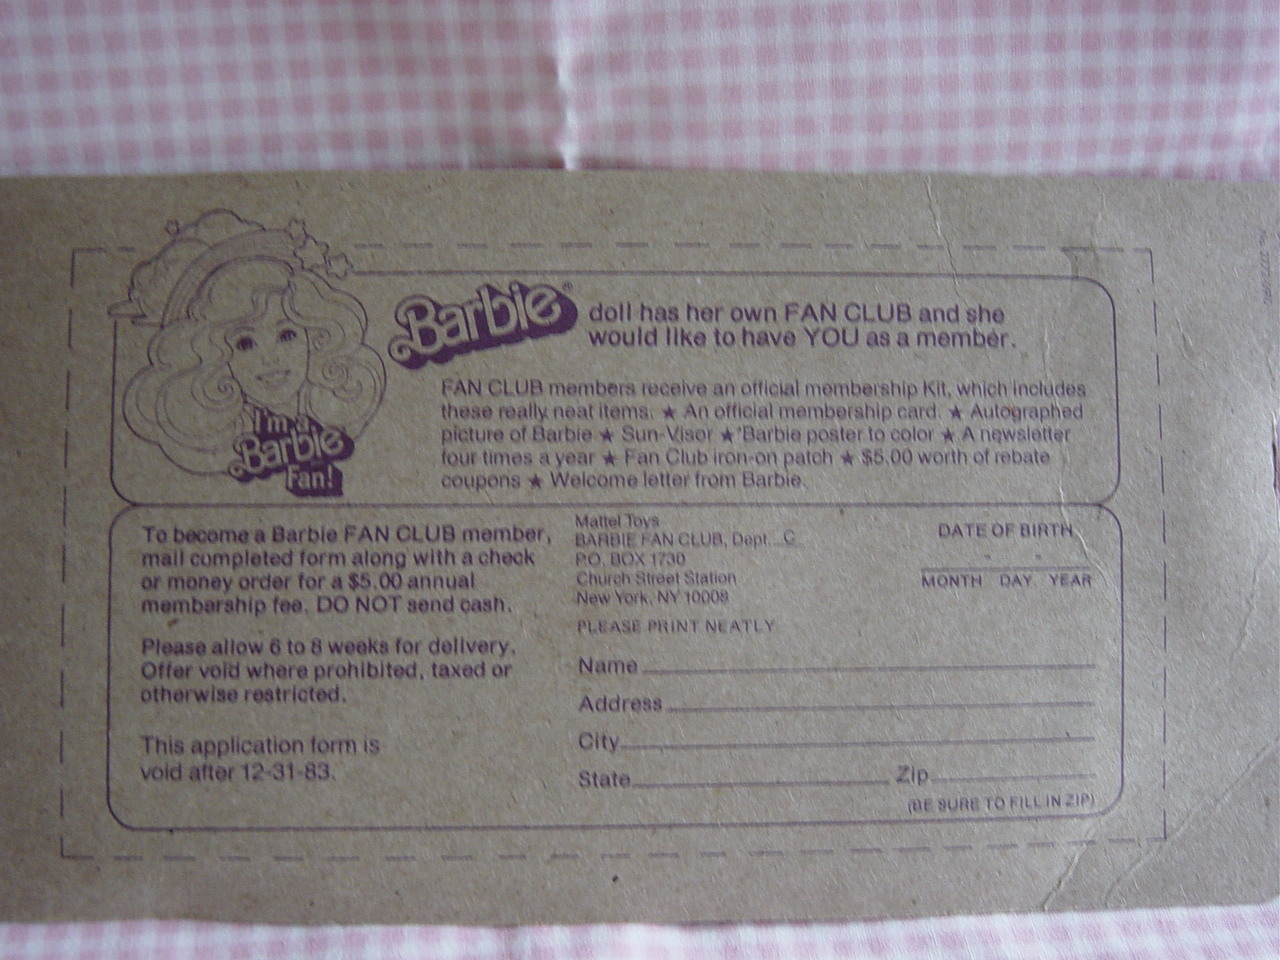 Barbie® doll has her own FAN CLUB and she
would like to have YOU as a member.
FAN CLUB members receive an official membership Kit, which includes
these really neat items. ★ An official membership card. ★ Autographed
picture of Barbie ★ Sun-Visor ★ Barbie poster to color ★ A newsletter
four times a year ★ Fan Club iron-on patch ★ $5.00 worth of rebate
coupons ★ Welcome letter from Barbie.
I'm a
Barbie
Fan!
To become a Barbie FAN CLUB member,
mail completed form along with a check
or money order for a $5.00 annual
membership fee. DO NOT send cash.
Please allow 6 to 8 weeks for delivery.
Offer void where prohibited, taxed or
otherwise restricted.
This application form is
void after 12-31-83.
Mattel Toys
BARBIE FAN CLUB, Dept. C
P.O. BOX 1730
Church Street Station
New York, NY 10008
DATE OF BIRTH
MONTH DAY YEAR
PLEASE PRINT NEATLY
Name
Address
City
State Zip
(BE SURE TO FILL IN ZIP)